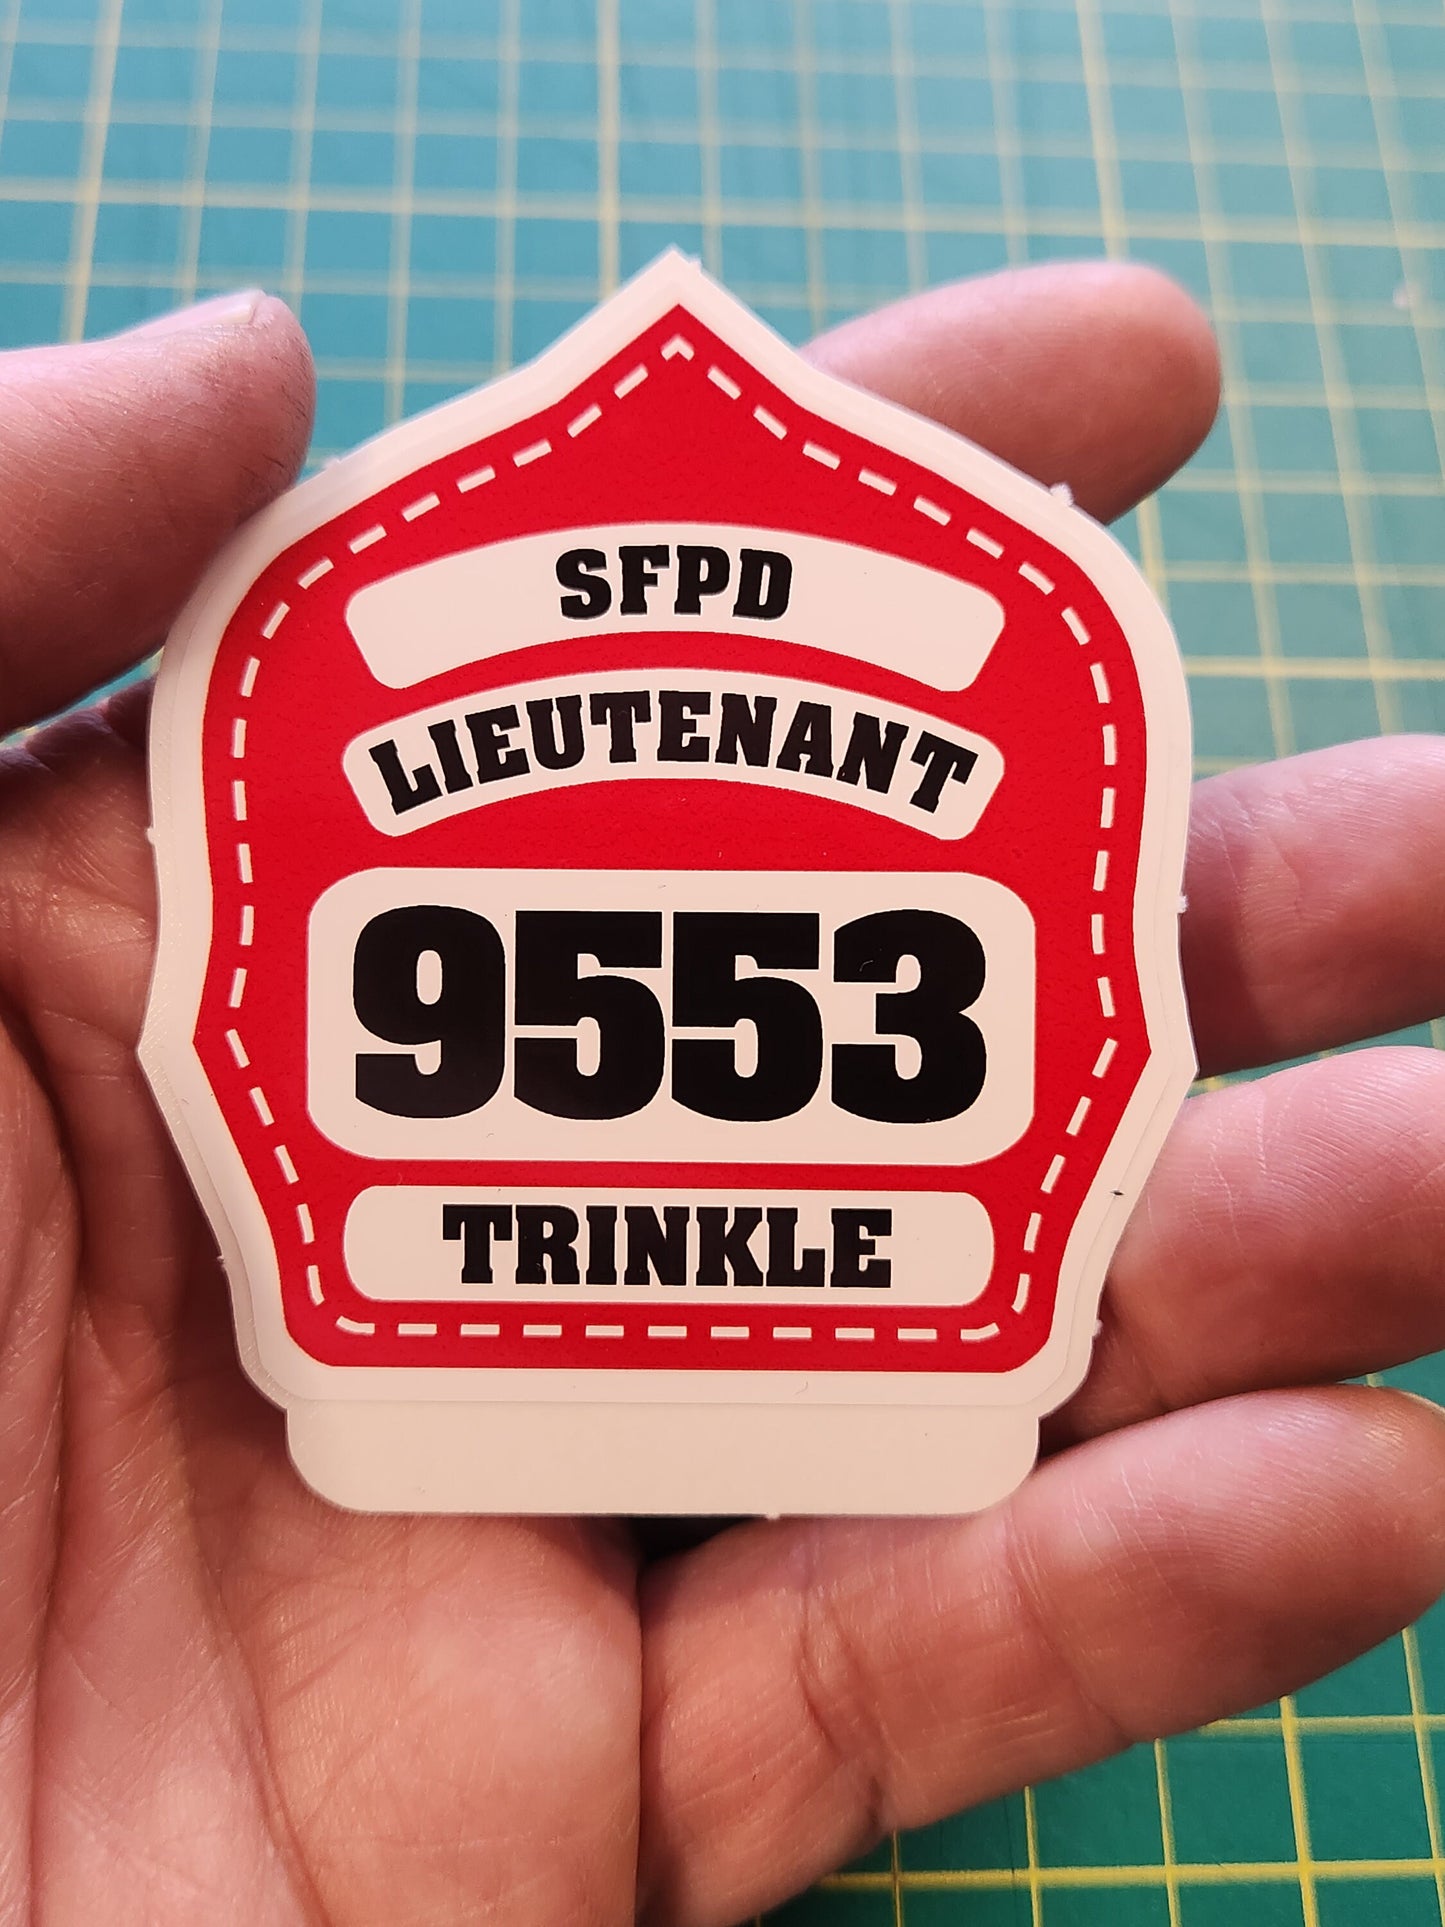 SFPD
LIEUTENANT
9553
TRINKLE